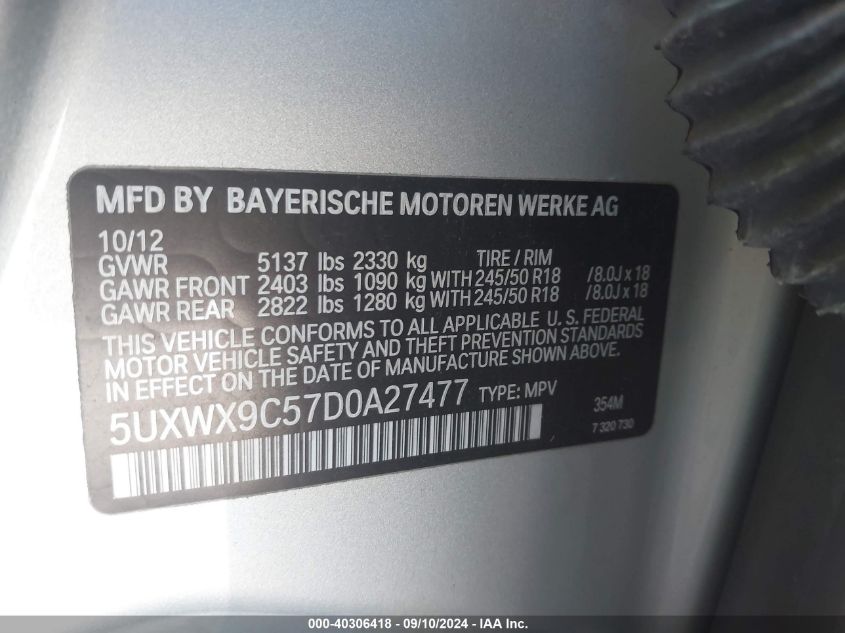 MFD BY BAYERISCHE MOTOREN WERKE AG
10/12
GVWR 5137 lbs 2330 kg TIRE / RIM
GAWR FRONT 2403 lbs 1090 kg WITH 245/50 R18 /8.0J x 18
GAWR REAR 2822 lbs 1280 kg WITH 245/50 R18 /8.0J x 18
THIS VEHICLE CONFORMS TO ALL APPLICABLE U. S. FEDERAL
MOTOR VEHICLE SAFETY AND THEFT PREVENTION STANDARDS
IN EFFECT ON THE DATE OF MANUFACTURE SHOWN ABOVE.
5UXWX9C57D0A27477 TYPE: MPV 354M
7 320 730
000-40306418 - 09/10/2024 - IAA Inc.